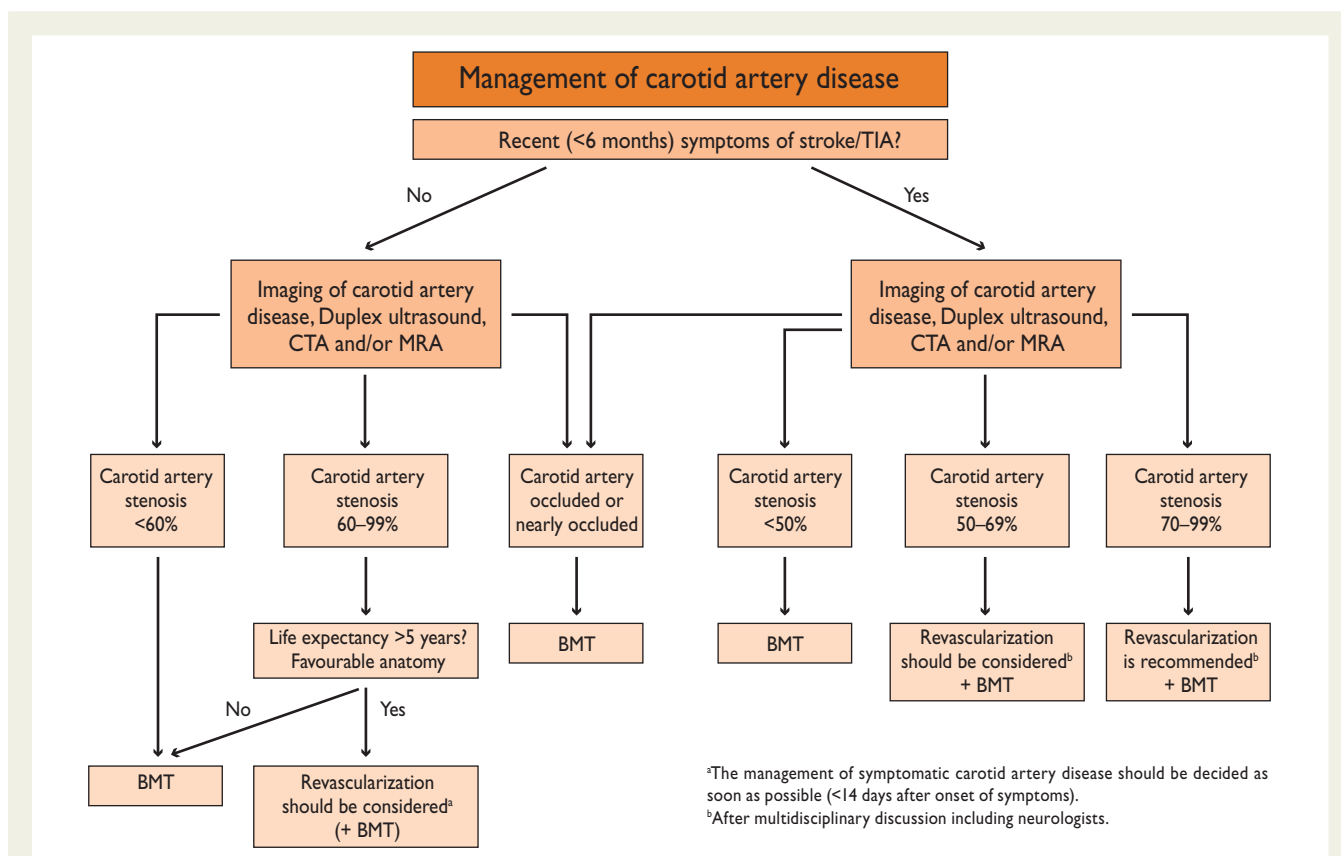 Management of carotid artery disease
Recent (<6 months) symptoms of stroke/TIA?
No
Yes
Imaging of carotid artery
disease, Duplex ultrasound,
CTA and/or MRA
Imaging of carotid artery
disease, Duplex ultrasound,
CTA and/or MRA
Carotid artery
stenosis
<60%
Carotid artery
stenosis
60–99%
Carotid artery
occluded or
nearly occluded
Carotid artery
stenosis
<50%
Carotid artery
stenosis
50–69%
Carotid artery
stenosis
70–99%
Life expectancy >5 years?
Favourable anatomy
BMT
BMT
Revascularization
should be consideredᵇ
+ BMT
Revascularization
is recommendedᵇ
+ BMT
No
Yes
BMT
Revascularization
should be consideredᵃ
(+ BMT)
ᵃThe management of symptomatic carotid artery disease should be decided as
soon as possible (<14 days after onset of symptoms).
ᵇAfter multidisciplinary discussion including neurologists.